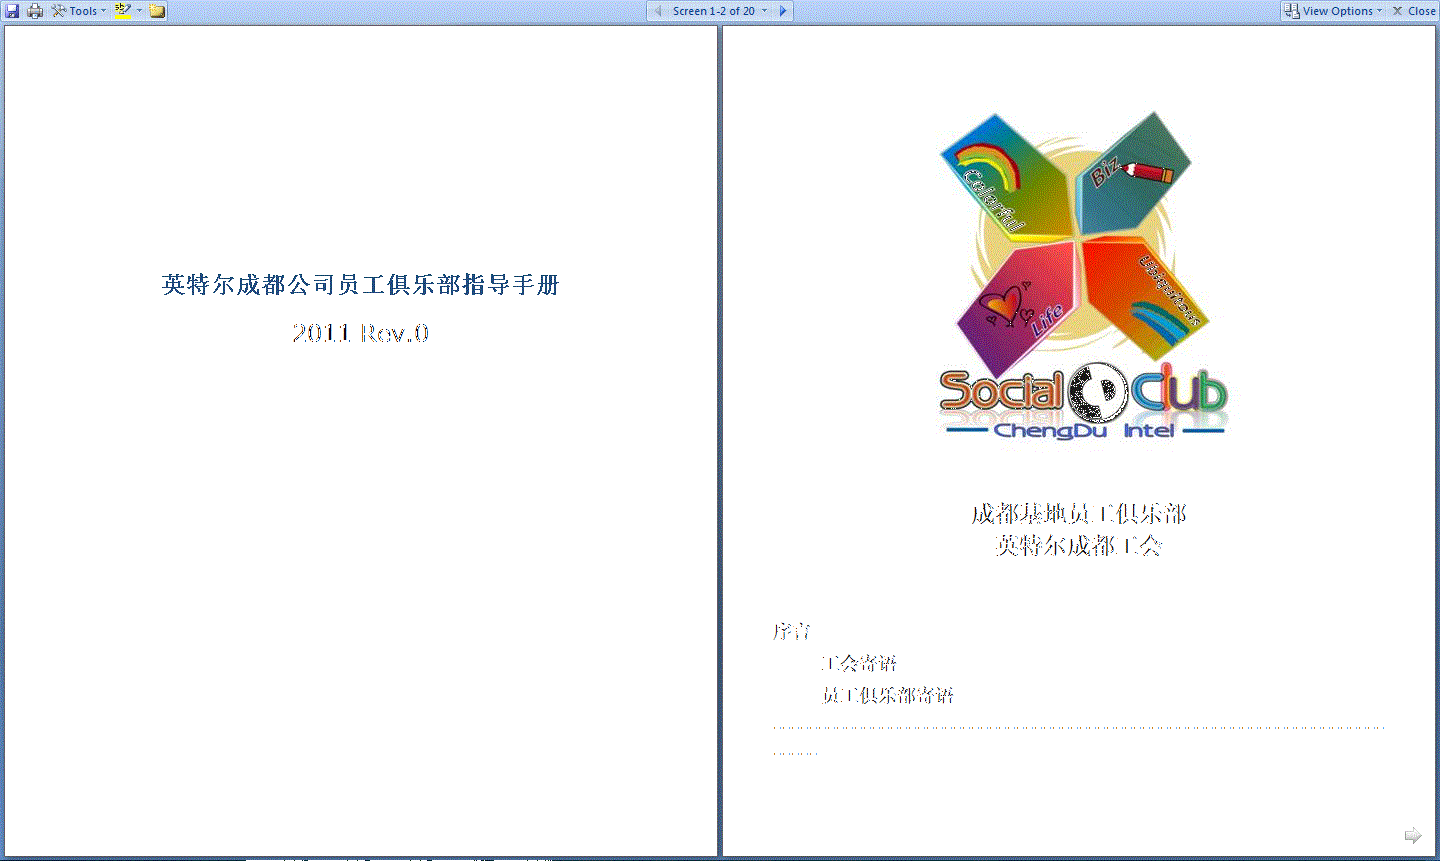 Tools
Screen 1-2 of 20
View Options
Close
英特尔成都公司员工俱乐部指导手册
2011 Rev.0
Colorful
Biz
Life
Ubiquitous
Social Club
ChengDu Intel
成都基地员工俱乐部
英特尔成都工会
序言
工会寄语
员工俱乐部寄语